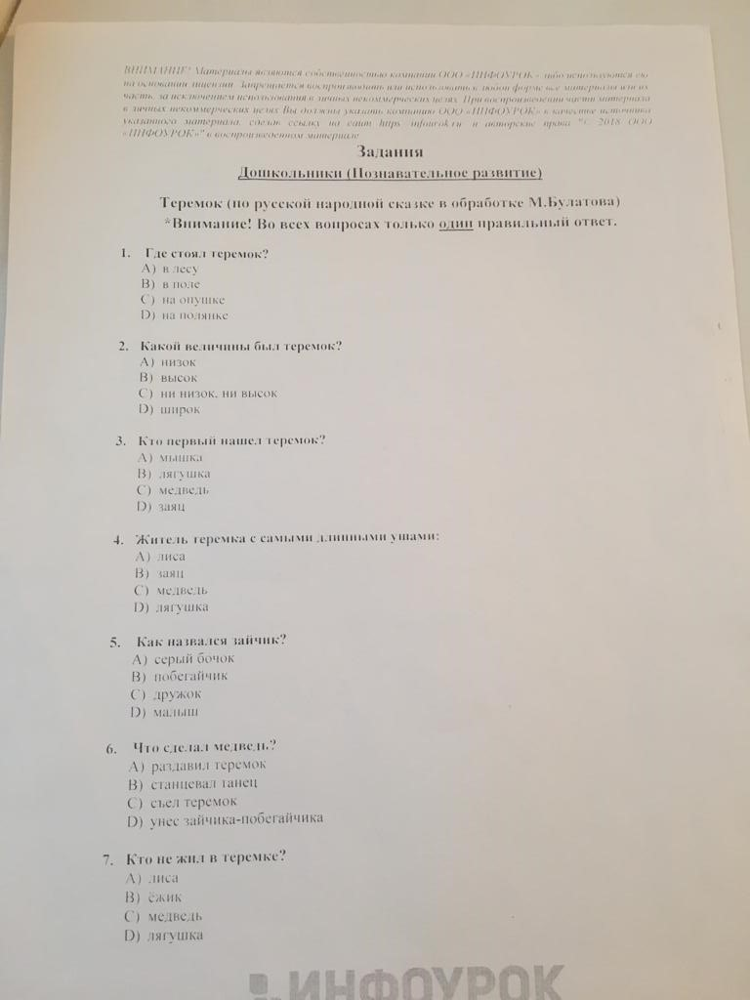 ВНИМАНИЕ! Материалы являются собственностью компании ООО «ИНФОУРОК» либо используются ею
на основании лицензии. Запрещается воспроизводить или использовать в любой форме все материалы или их
часть, за исключением использования в личных некоммерческих целях. При воспроизведении части материала
в личных некоммерческих целях Вы должны указать компанию ООО «ИНФОУРОК» в качестве источника
указанного материала, сделав ссылку на сайт https infourok.ru и авторские права "© 2018 ООО
«ИНФОУРОК»" в воспроизведенном материале
Задания
Дошкольники (Познавательное развитие)
Теремок (по русской народной сказке в обработке М.Булатова)
*Внимание! Во всех вопросах только один правильный ответ.
1. Где стоял теремок?
A) в лесу
B) в поле
C) на опушке
D) на полянке
2. Какой величины был теремок?
A) низок
B) высок
C) ни низок, ни высок
D) широк
3. Кто первый нашел теремок?
A) мышка
B) лягушка
C) медведь
D) заяц
4. Житель теремка с самыми длинными ушами:
A) лиса
B) заяц
C) медведь
D) лягушка
5. Как назвался зайчик?
A) серый бочок
B) побегайчик
C) дружок
D) малыш
6. Что сделал медведь?
A) раздавил теремок
B) станцевал танец
C) съел теремок
D) унес зайчика-побегайчика
7. Кто не жил в теремке?
A) лиса
B) ёжик
C) медведь
D) лягушка
ИНФОУРОК